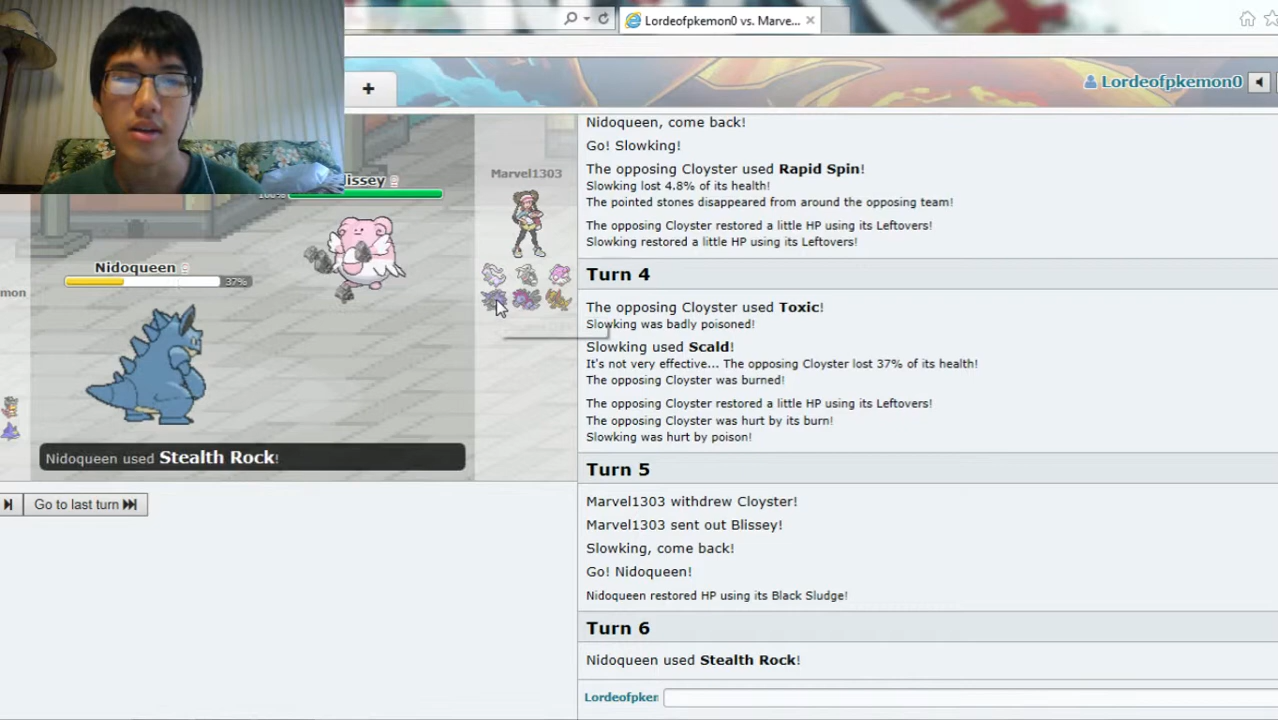 Lordeofpkemon0 vs. Marve...
+
Lordeofpkemon0
Nidoqueen, come back!
Go! Slowking!
The opposing Cloyster used Rapid Spin!
Slowking lost 4.8% of its health!
The pointed stones disappeared from around the opposing team!
The opposing Cloyster restored a little HP using its Leftovers!
Slowking restored a little HP using its Leftovers!
Turn 4
The opposing Cloyster used Toxic!
Slowking was badly poisoned!
Slowking used Scald!
It's not very effective... The opposing Cloyster lost 37% of its health!
The opposing Cloyster was burned!
The opposing Cloyster restored a little HP using its Leftovers!
The opposing Cloyster was hurt by its burn!
Slowking was hurt by poison!
Turn 5
Marvel1303 withdrew Cloyster!
Marvel1303 sent out Blissey!
Slowking, come back!
Go! Nidoqueen!
Nidoqueen restored HP using its Black Sludge!
Turn 6
Nidoqueen used Stealth Rock!
Lordeofpken
Marvel1303
lissey
100%
Nidoqueen
37%
mon
Nidoqueen used Stealth Rock!
Go to last turn